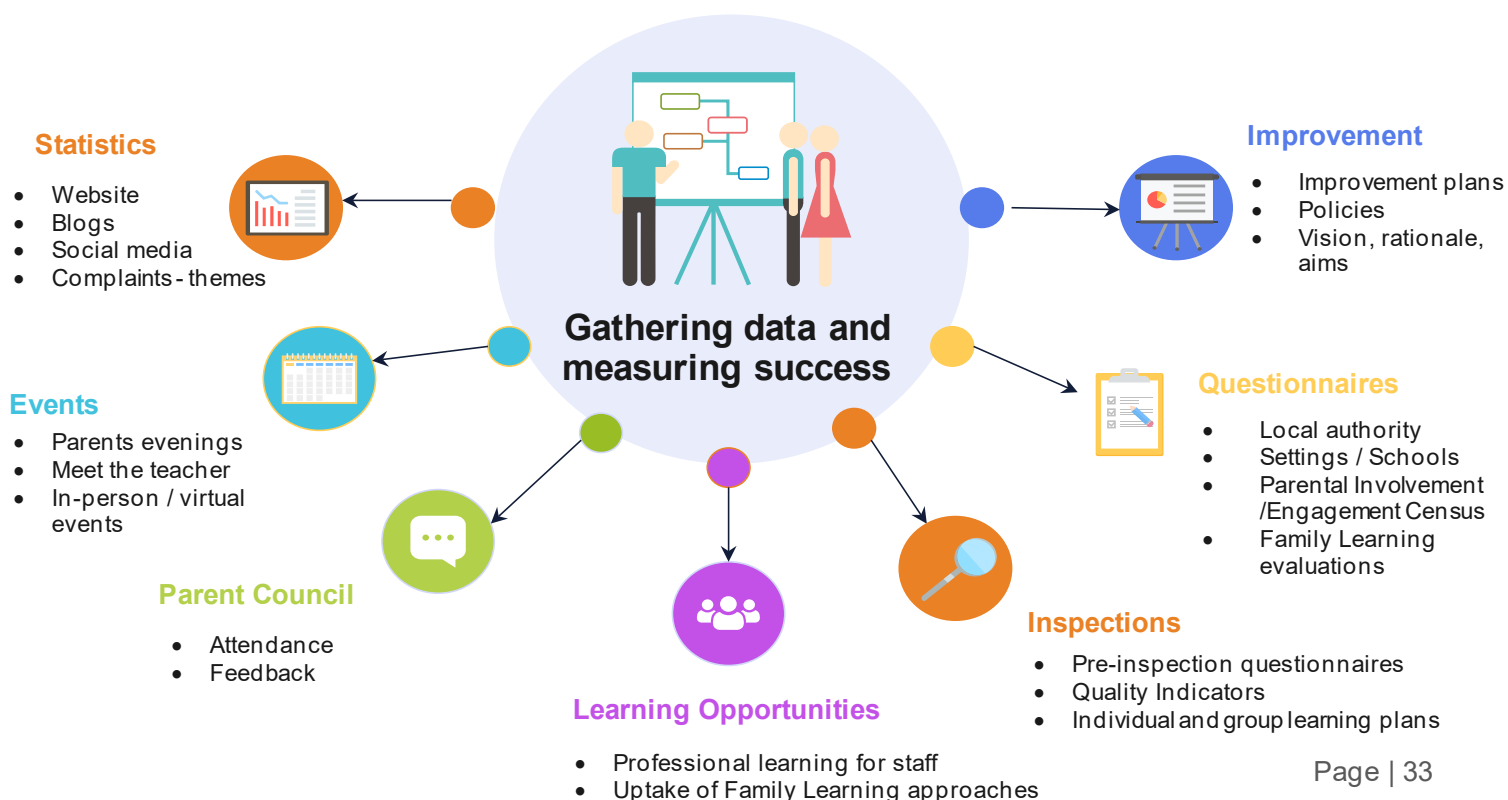 Gathering data and
measuring success
Statistics
• Website
• Blogs
• Social media
• Complaints - themes
Events
• Parents evenings
• Meet the teacher
• In-person / virtual
events
Parent Council
• Attendance
• Feedback
Learning Opportunities
• Professional learning for staff
• Uptake of Family Learning approaches
Inspections
• Pre-inspection questionnaires
• Quality Indicators
• Individual and group learning plans
Questionnaires
• Local authority
• Settings / Schools
• Parental Involvement
/Engagement Census
• Family Learning
evaluations
Improvement
• Improvement plans
• Policies
• Vision, rationale,
aims
Page | 33